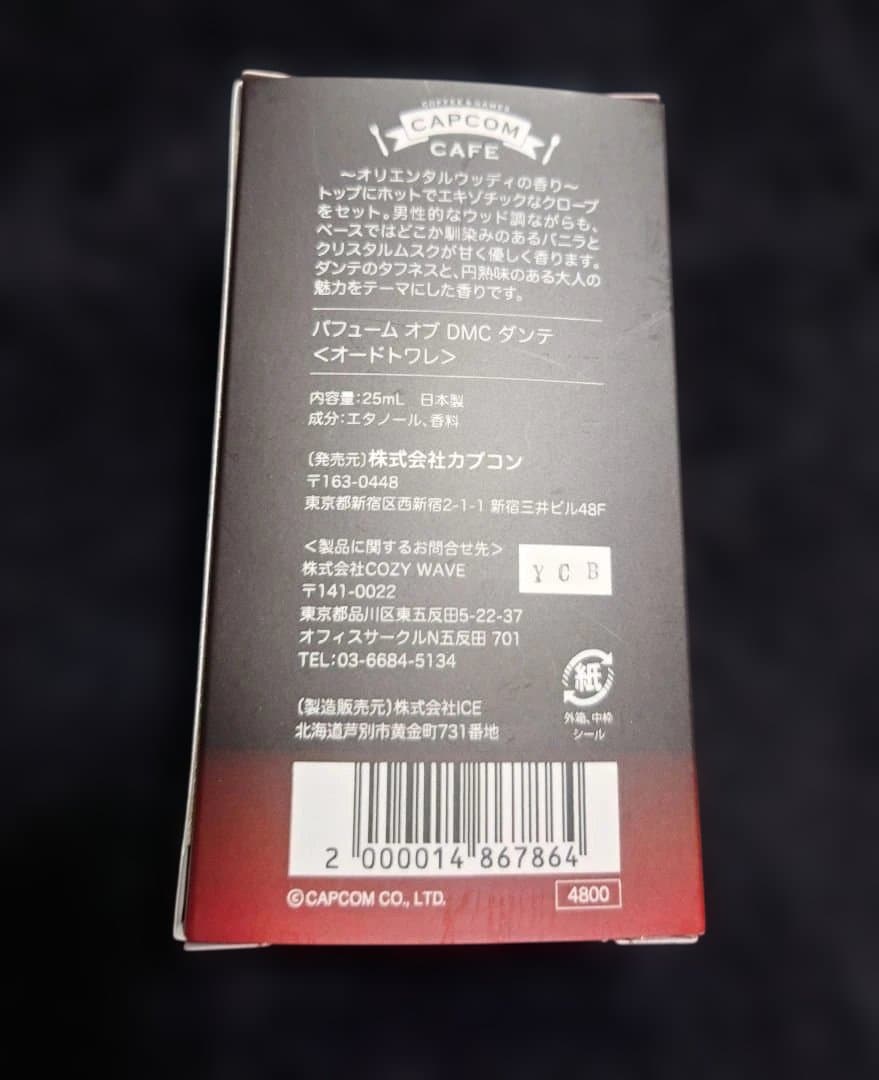 COFFEE & GAMES
CAPCOM
CAFE
～オリエンタルウッディの香り～
トップにホットでエキゾチックなクローブ
をセット。男性的なウッド調ながらも、
ベースではどこか馴染みのあるバニラと
クリスタルムスクが甘く優しく香ります。
ダンテのタフネスと、円熟味のある大人の
魅力をテーマにした香りです。
パフューム オブ DMC ダンテ
＜オードトワレ＞
内容量：25mL 日本製
成分：エタノール、香料
〔発売元〕株式会社カプコン
〒163-0448
東京都新宿区西新宿2-1-1 新宿三井ビル48F
＜製品に関するお問合せ先＞
株式会社COZY WAVE
〒141-0022
東京都品川区東五反田5-22-37
オフィスサークルN五反田 701
TEL：03-6684-5134
YCB
〔製造販売元〕株式会社ICE
北海道芦別市黄金町731番地
紙
外箱、中枠
シール
2 000014 867864
©CAPCOM CO., LTD.
4800